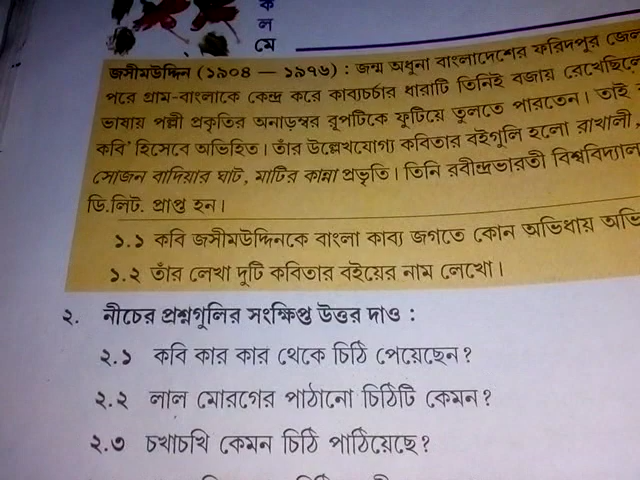 ক
ল
মে
জসীমউদ্দিন (১৯০৪ — ১৯৭৬) : জন্ম অধুনা বাংলাদেশের ফরিদপুর
পরে গ্রাম-বাংলাকে কেন্দ্র করে কাব্যচর্চার ধারাটি তিনিই বজায়
ভাষায় পল্লী প্রকৃতির অনাড়ম্বর রূপটিকে ফুটিয়ে তুলতে পারতেন। তাই
কবি' হিসেবে অভিহিত। তাঁর উল্লেখযোগ্য কবিতার বইগুলি হলো রাখালী,
সোজন বাদিয়ার ঘাট, মাটির কান্না প্রভৃতি। তিনি রবীন্দ্রভারতী
ডি.লিট. প্রাপ্ত হন।
১.১ কবি জসীমউদ্দিনকে বাংলা কাব্য জগতে কোন অভিধায়
১.২ তাঁর লেখা দুটি কবিতার বইয়ের নাম লেখো।
২. নীচের প্রশ্নগুলির সংক্ষিপ্ত উত্তর দাও :
২.১ কবি কার কার থেকে চিঠি পেয়েছেন?
২.২ লাল মোরগের পাঠানো চিঠিটি কেমন?
২.৩ চখাচখি কেমন চিঠি পাঠিয়েছে?